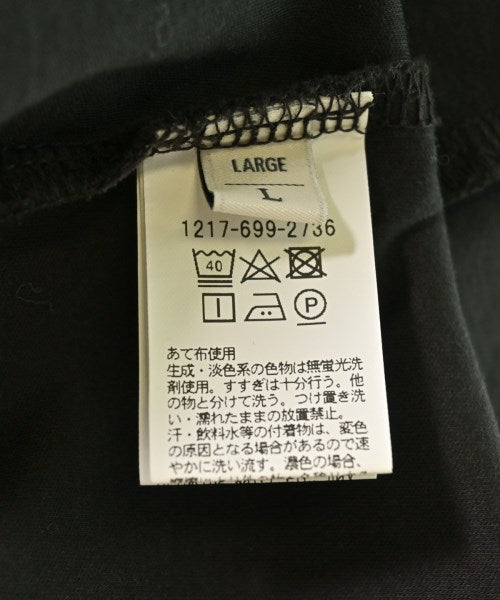 LARGE
L
1217-699-2736
40
P
あて布使用
生成・淡色系の色物は無蛍光洗
剤使用。すすぎは十分行う。他
の物と分けて洗う。つけ置き洗
い・濡れたままの放置禁止。
汗・飲料水等の付着物は、変色
の原因となる場合があるので速
やかに洗い流す。濃色の場合、